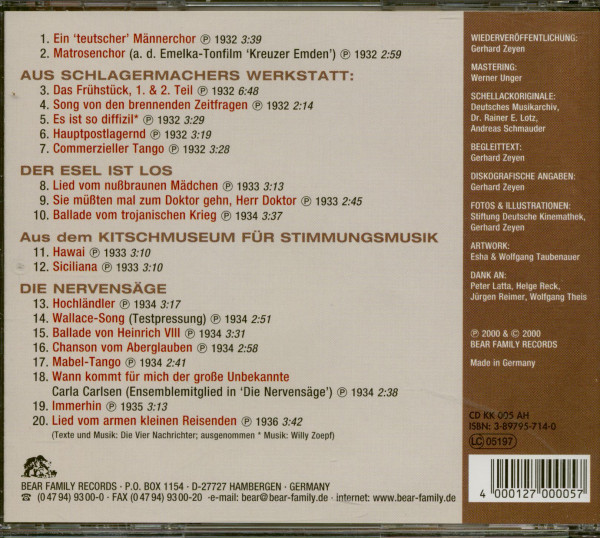 1. Ein ‘teutscher’ Männerchor Ⓟ 1932 3:39
2. Matrosenchor (a. d. Emelka-Tonfilm ‘Kreuzer Emden’) Ⓟ 1932 2:59
AUS SCHLAGERMACHERS WERKSTATT:
3. Das Frühstück, 1. & 2. Teil Ⓟ 1932 6:48
4. Song von den brennenden Zeitfragen Ⓟ 1932 2:14
5. Es ist so diffizil* Ⓟ 1932 3:29
6. Hauptpostlagernd Ⓟ 1932 3:19
7. Commerzieller Tango Ⓟ 1932 3:28
DER ESEL IST LOS
8. Lied vom nußbraunen Mädchen Ⓟ 1933 3:13
9. Sie müßten mal zum Doktor gehn, Herr Doktor Ⓟ 1933 2:45
10. Ballade vom trojanischen Krieg Ⓟ 1934 3:37
Aus dem KITSCHMUSEUM FÜR STIMMUNGSMUSIK
11. Hawai Ⓟ 1933 3:10
12. Siciliana Ⓟ 1933 3:10
DIE NERVENSÄGE
13. Hochländler Ⓟ 1934 3:17
14. Wallace-Song (Testpressung) Ⓟ 1934 2:51
15. Ballade von Heinrich VIII Ⓟ 1934 3:31
16. Chanson vom Aberglauben Ⓟ 1934 2:58
17. Mabel-Tango Ⓟ 1934 2:41
18. Wann kommt für mich der große Unbekannte
Carla Carlsen (Ensemblemitglied in ‘Die Nervensäge’) Ⓟ 1934 2:38
19. Immerhin Ⓟ 1935 3:13
20. Lied vom armen kleinen Reisenden Ⓟ 1936 3:42
(Texte und Musik: Die Vier Nachrichter; ausgenommen * Musik: Willy Zoepf)
BEAR FAMILY RECORDS · P.O. BOX 1154 · D-27727 HAMBERGEN · GERMANY
☎ (0 47 94) 93 00-0 · FAX (0 47 94) 93 00-20 · e-mail: bear@bear-family.de · internet: www.bear-family.de
WIEDERVERÖFFENTLICHUNG:
Gerhard Zeyen
MASTERING:
Werner Unger
SCHELLACKORIGINALE:
Deutsches Musikarchiv,
Dr. Rainer E. Lotz,
Andreas Schmauder
BEGLEITTEXT:
Gerhard Zeyen
DISKOGRAFISCHE ANGABEN:
Gerhard Zeyen
FOTOS & ILLUSTRATIONEN:
Stiftung Deutsche Kinemathek,
Gerhard Zeyen
ARTWORK:
Esha & Wolfgang Taubenauer
DANK AN:
Peter Latta, Helge Reck,
Jürgen Reimer, Wolfgang Theis
Ⓟ 2000 & © 2000
BEAR FAMILY RECORDS
Made in Germany
CD KK 005 AH
ISBN: 3-89795-714-0
LC 05197
4 000127 000057